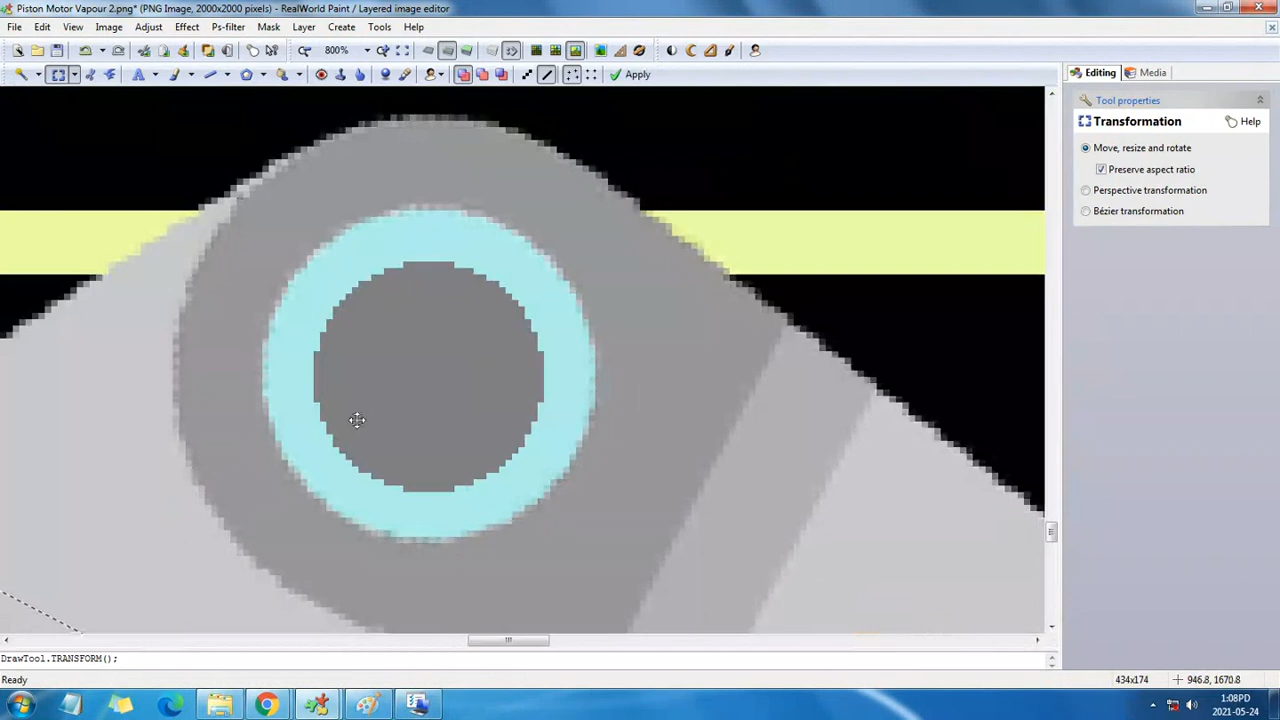 Piston Motor Vapour 2.png* (PNG Image, 2000x2000 pixels) - RealWorld Paint / Layered image editor
File Edit View Image Adjust Effect Ps-filter Mask Layer Create Tools Help
800%
Apply
Editing Media
Tool properties
Transformation Help
Move, resize and rotate
Preserve aspect ratio
Perspective transformation
Bézier transformation
DrawTool.TRANSFORM();
Ready 434x174 946.8, 1670.8
1:08PD
2021-05-24